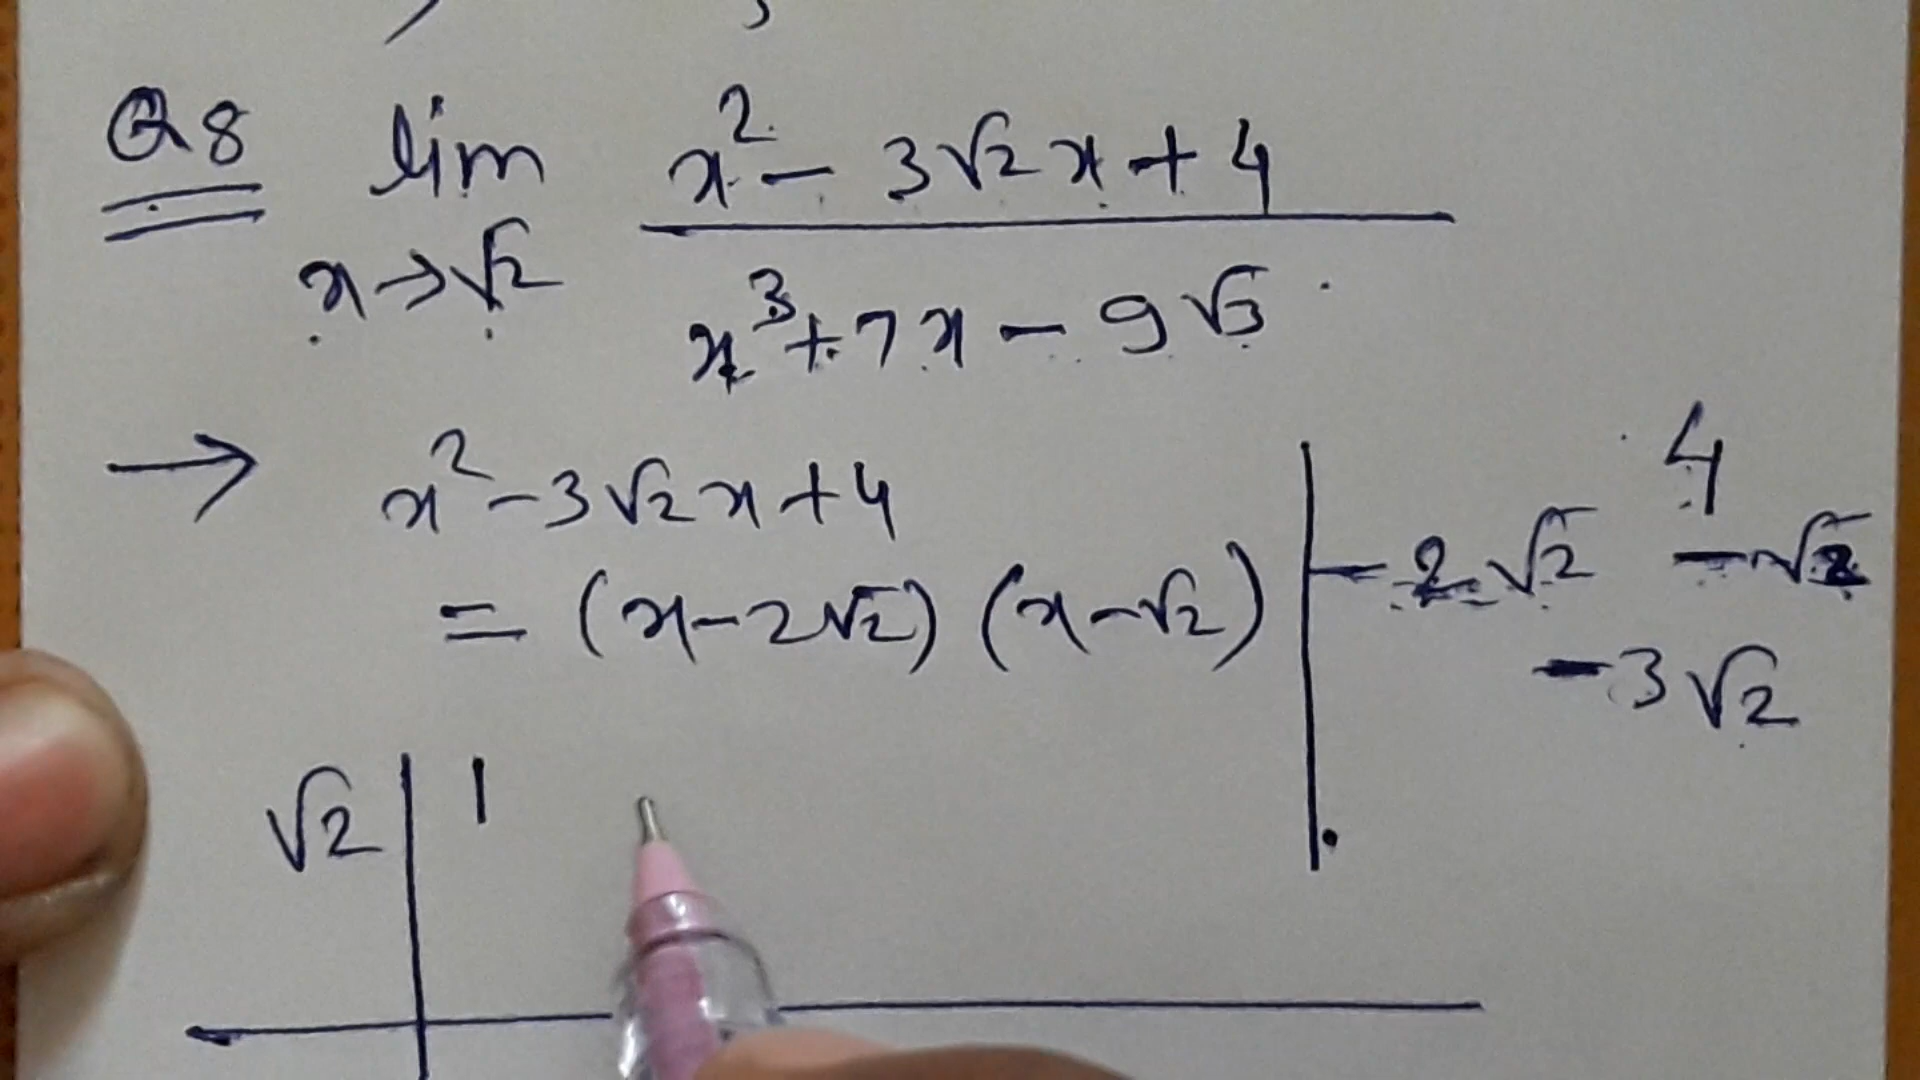 Q8 lim x² - 3√2x + 4
x→√2 x³ + 7x - 9√3
→ x² - 3√2x + 4
= (x - 2√2) (x - √2)
4
-2√2 -√2
-3√2
√2 | 1